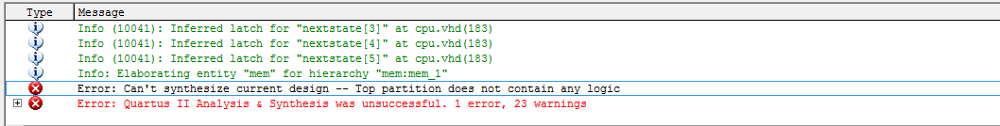 Type Message
Info (10041): Inferred latch for "nextstate[3]" at cpu.vhd(183)
Info (10041): Inferred latch for "nextstate[4]" at cpu.vhd(183)
Info (10041): Inferred latch for "nextstate[5]" at cpu.vhd(183)
Info: Elaborating entity "mem" for hierarchy "mem:mem_1"
Error: Can't synthesize current design -- Top partition does not contain any logic
Error: Quartus II Analysis & Synthesis was unsuccessful. 1 error, 23 warnings